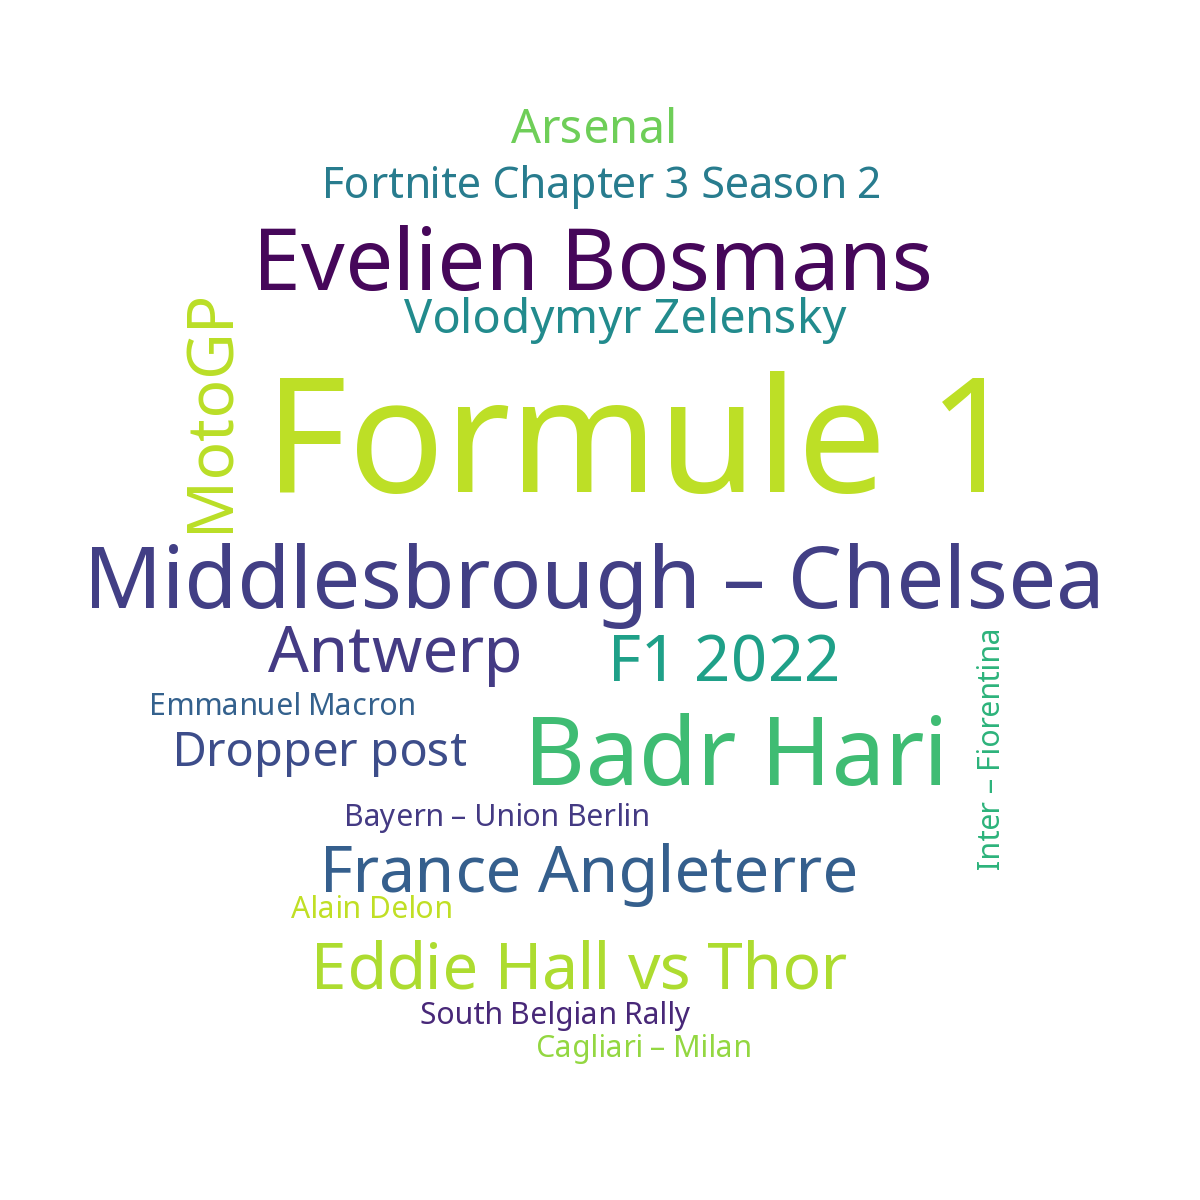 Arsenal
Fortnite Chapter 3 Season 2
Evelien Bosmans
Volodymyr Zelensky
MotoGP
Formule 1
Middlesbrough – Chelsea
Antwerp
F1 2022
Inter – Fiorentina
Emmanuel Macron
Dropper post
Badr Hari
Bayern – Union Berlin
France Angleterre
Alain Delon
Eddie Hall vs Thor
South Belgian Rally
Cagliari – Milan